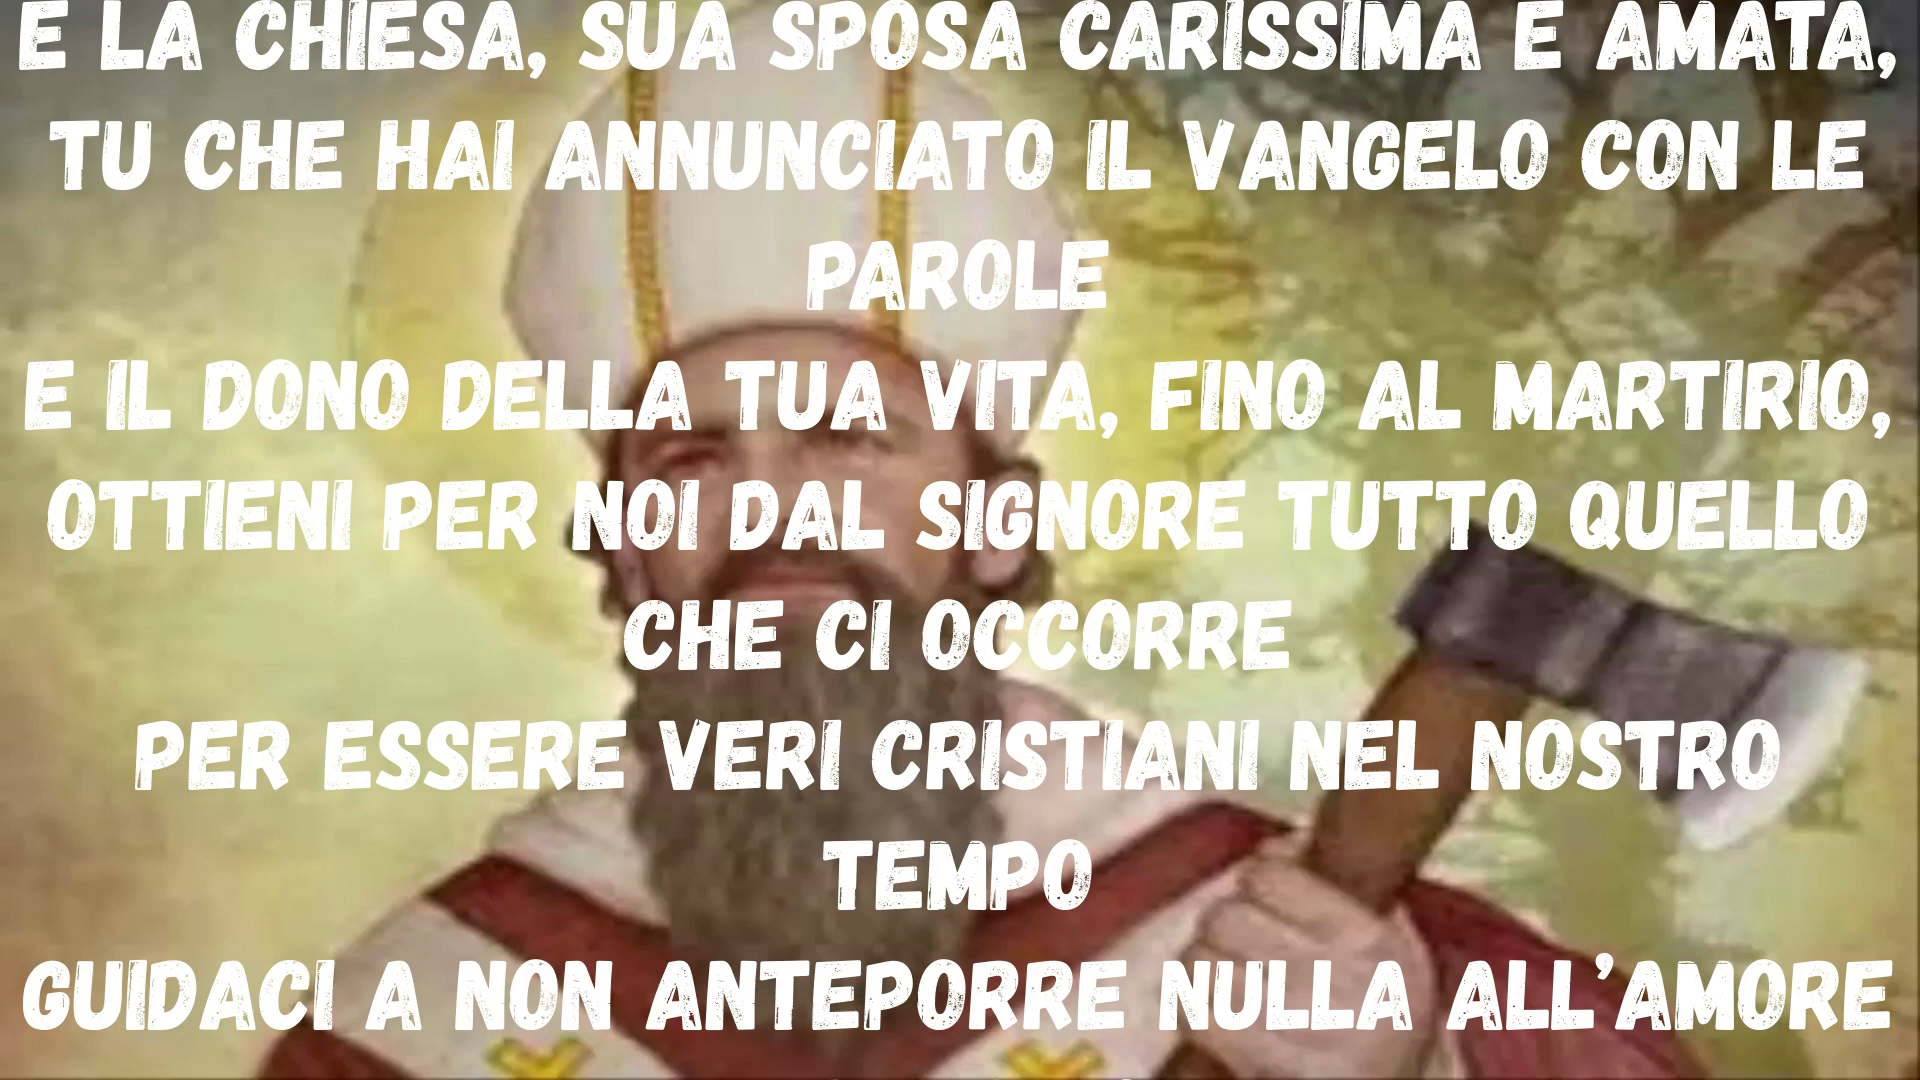 E LA CHIESA, SUA SPOSA CARISSIMA E AMATA,
TU CHE HAI ANNUNCIATO IL VANGELO CON LE
PAROLE
E IL DONO DELLA TUA VITA, FINO AL MARTIRIO,
OTTIENI PER NOI DAL SIGNORE TUTTO QUELLO
CHE CI OCCORRE
PER ESSERE VERI CRISTIANI NEL NOSTRO
TEMPO
GUIDACI A NON ANTEPORRE NULLA ALL'AMORE